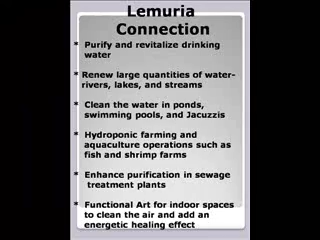 Lemuria
Connection
* Purify and revitalize drinking
water
* Renew large quantities of water-
rivers, lakes, and streams
* Clean the water in ponds,
swimming pools, and Jacuzzis
* Hydroponic farming and
aquaculture operations such as
fish and shrimp farms
* Enhance purification in sewage
treatment plants
* Functional Art for indoor spaces
to clean the air and add an
energetic healing effect